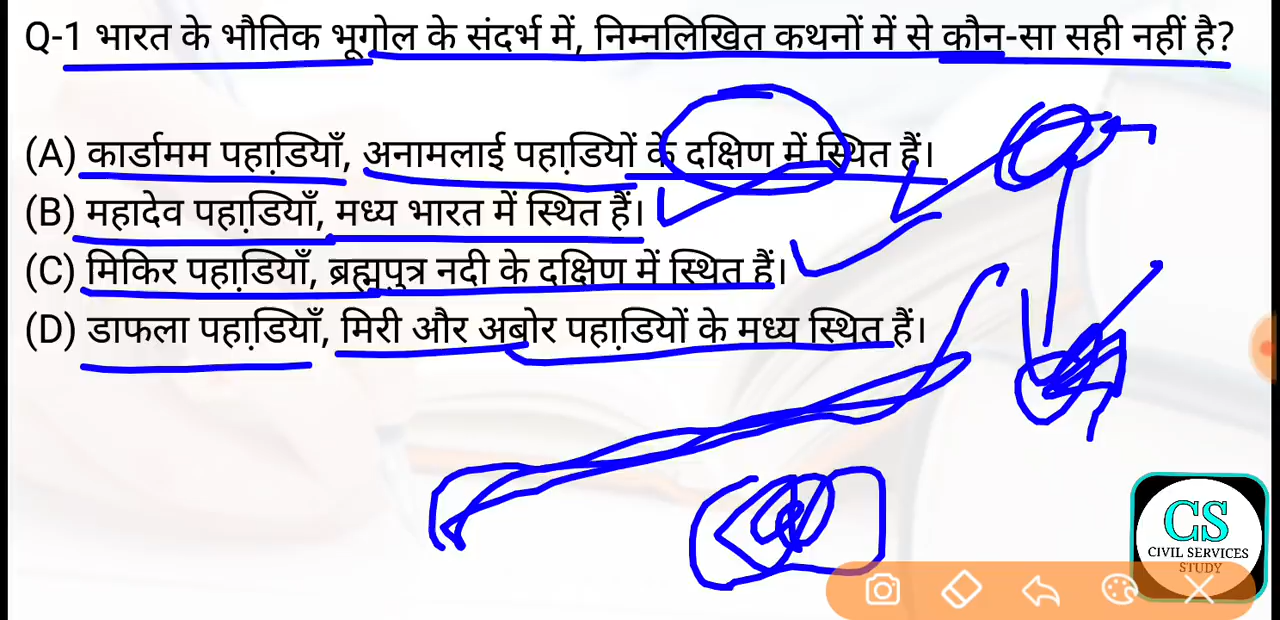 Q-1 भारत के भौतिक भूगोल के संदर्भ में, निम्नलिखित कथनों में से कौन-सा सही नहीं है?
(A) कार्डामम पहाड़ियाँ, अनामलाई पहाड़ियों के दक्षिण में स्थित हैं।
(B) महादेव पहाड़ियाँ, मध्य भारत में स्थित हैं।
(C) मिकिर पहाड़ियाँ, ब्रह्मपुत्र नदी के दक्षिण में स्थित हैं।
(D) डाफला पहाड़ियाँ, मिरी और अबोर पहाड़ियों के मध्य स्थित हैं।
CS
CIVIL SERVICES
STUDY